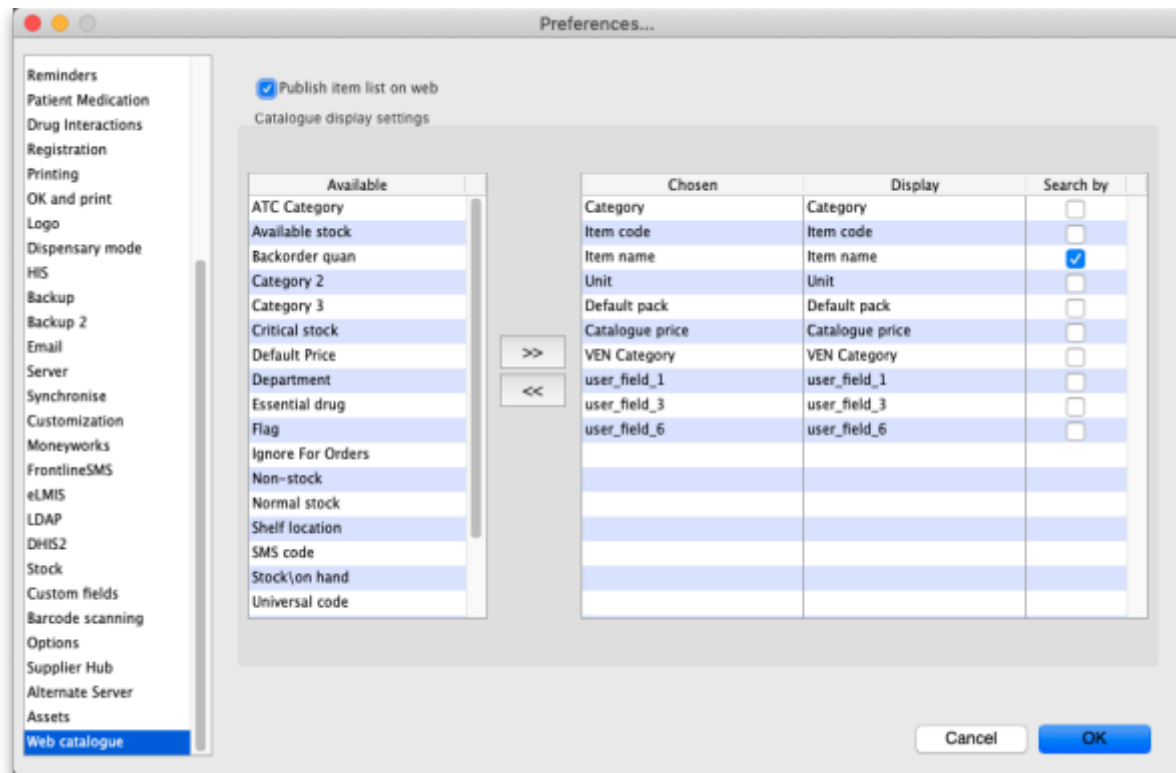 Preferences...
Reminders
Patient Medication
Drug Interactions
Registration
Printing
OK and print
Logo
Dispensary mode
HIS
Backup
Backup 2
Email
Server
Synchronise
Customization
Moneyworks
FrontlineSMS
eLMIS
LDAP
DHIS2
Stock
Custom fields
Barcode scanning
Options
Supplier Hub
Alternate Server
Assets
Web catalogue
Publish item list on web
Catalogue display settings
Available
ATC Category
Available stock
Backorder quan
Category 2
Category 3
Critical stock
Default Price
Department
Essential drug
Flag
Ignore For Orders
Non-stock
Normal stock
Shelf location
SMS code
Stock\on hand
Universal code
>>
<<
Chosen Display Search by
Category Category
Item code Item code
Item name Item name
Unit Unit
Default pack Default pack
Catalogue price Catalogue price
VEN Category VEN Category
user_field_1 user_field_1
user_field_3 user_field_3
user_field_6 user_field_6
Cancel OK